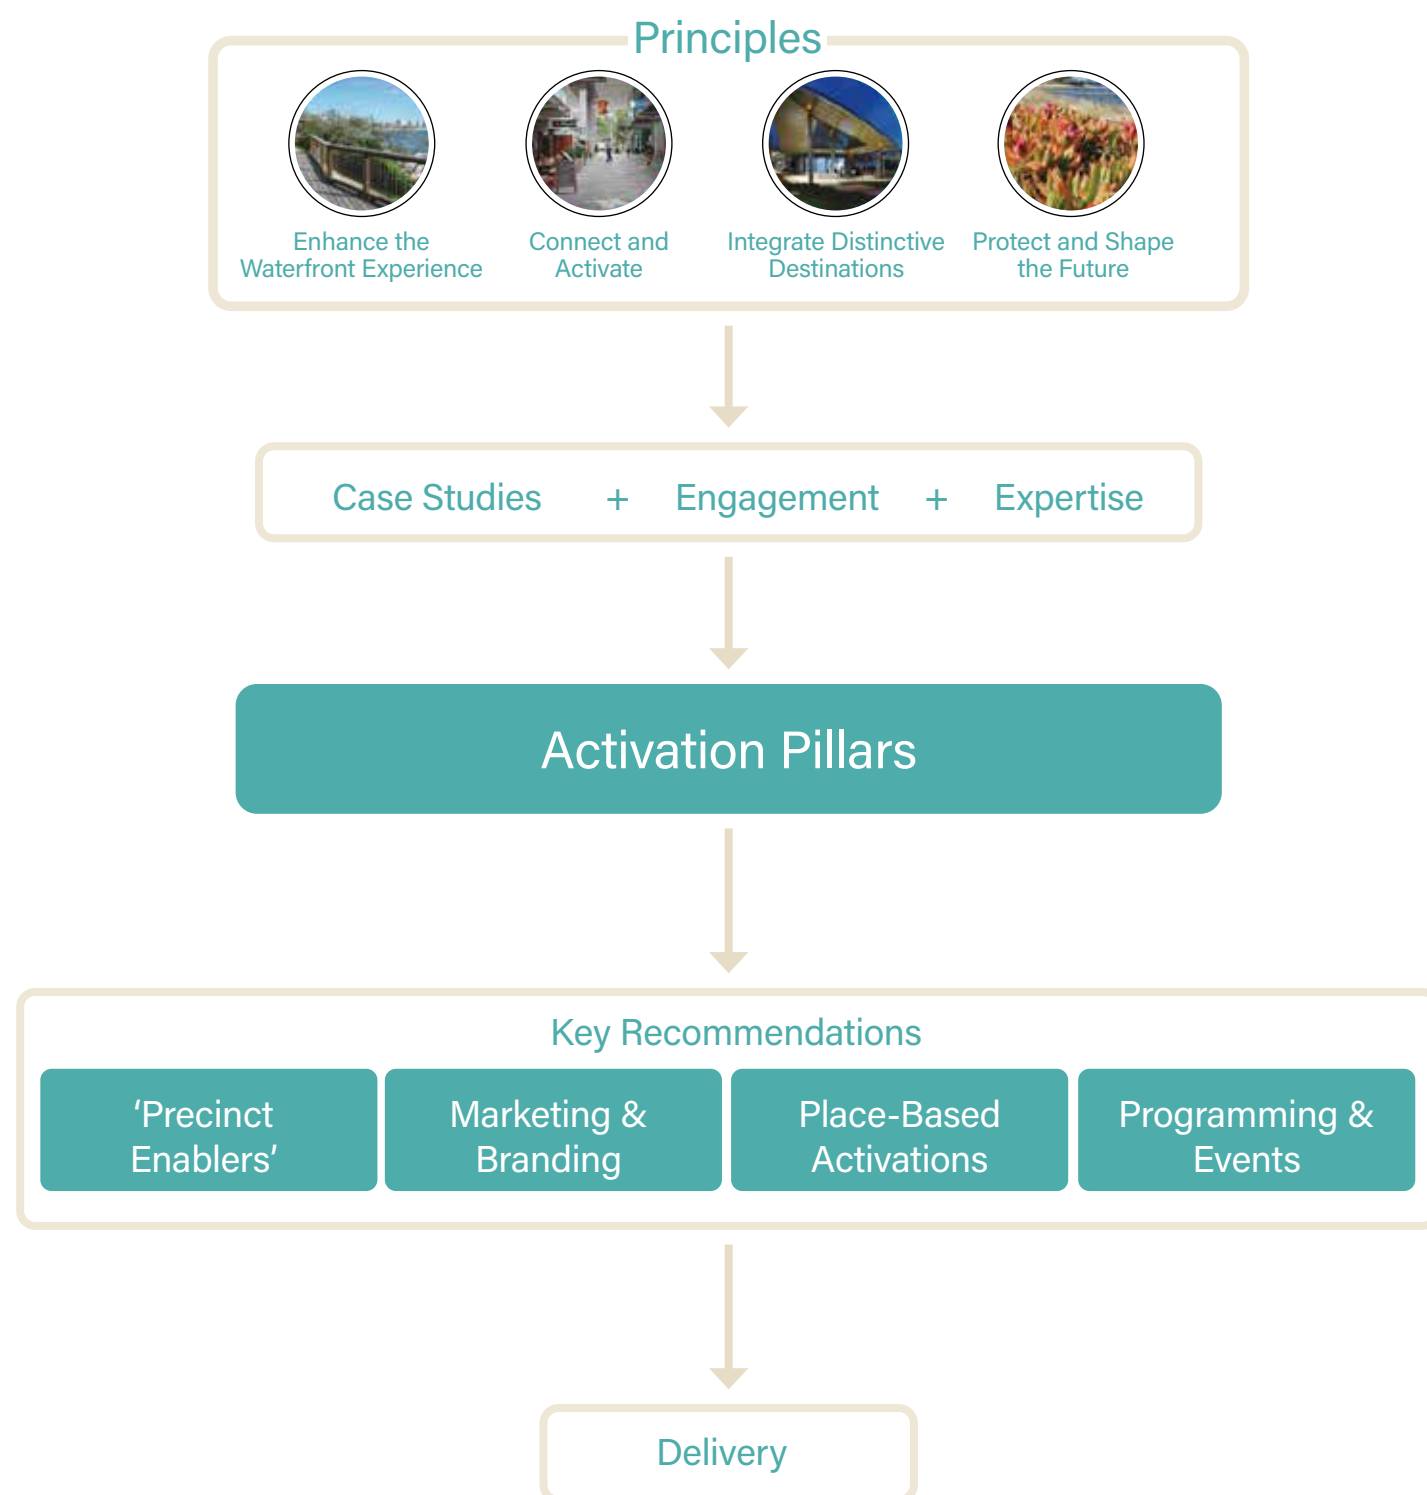 Principles
Enhance the
Waterfront Experience
Connect and
Activate
Integrate Distinctive
Destinations
Protect and Shape
the Future
Case Studies + Engagement + Expertise
Activation Pillars
Key Recommendations
‘Precinct
Enablers’
Marketing &
Branding
Place-Based
Activations
Programming &
Events
Delivery